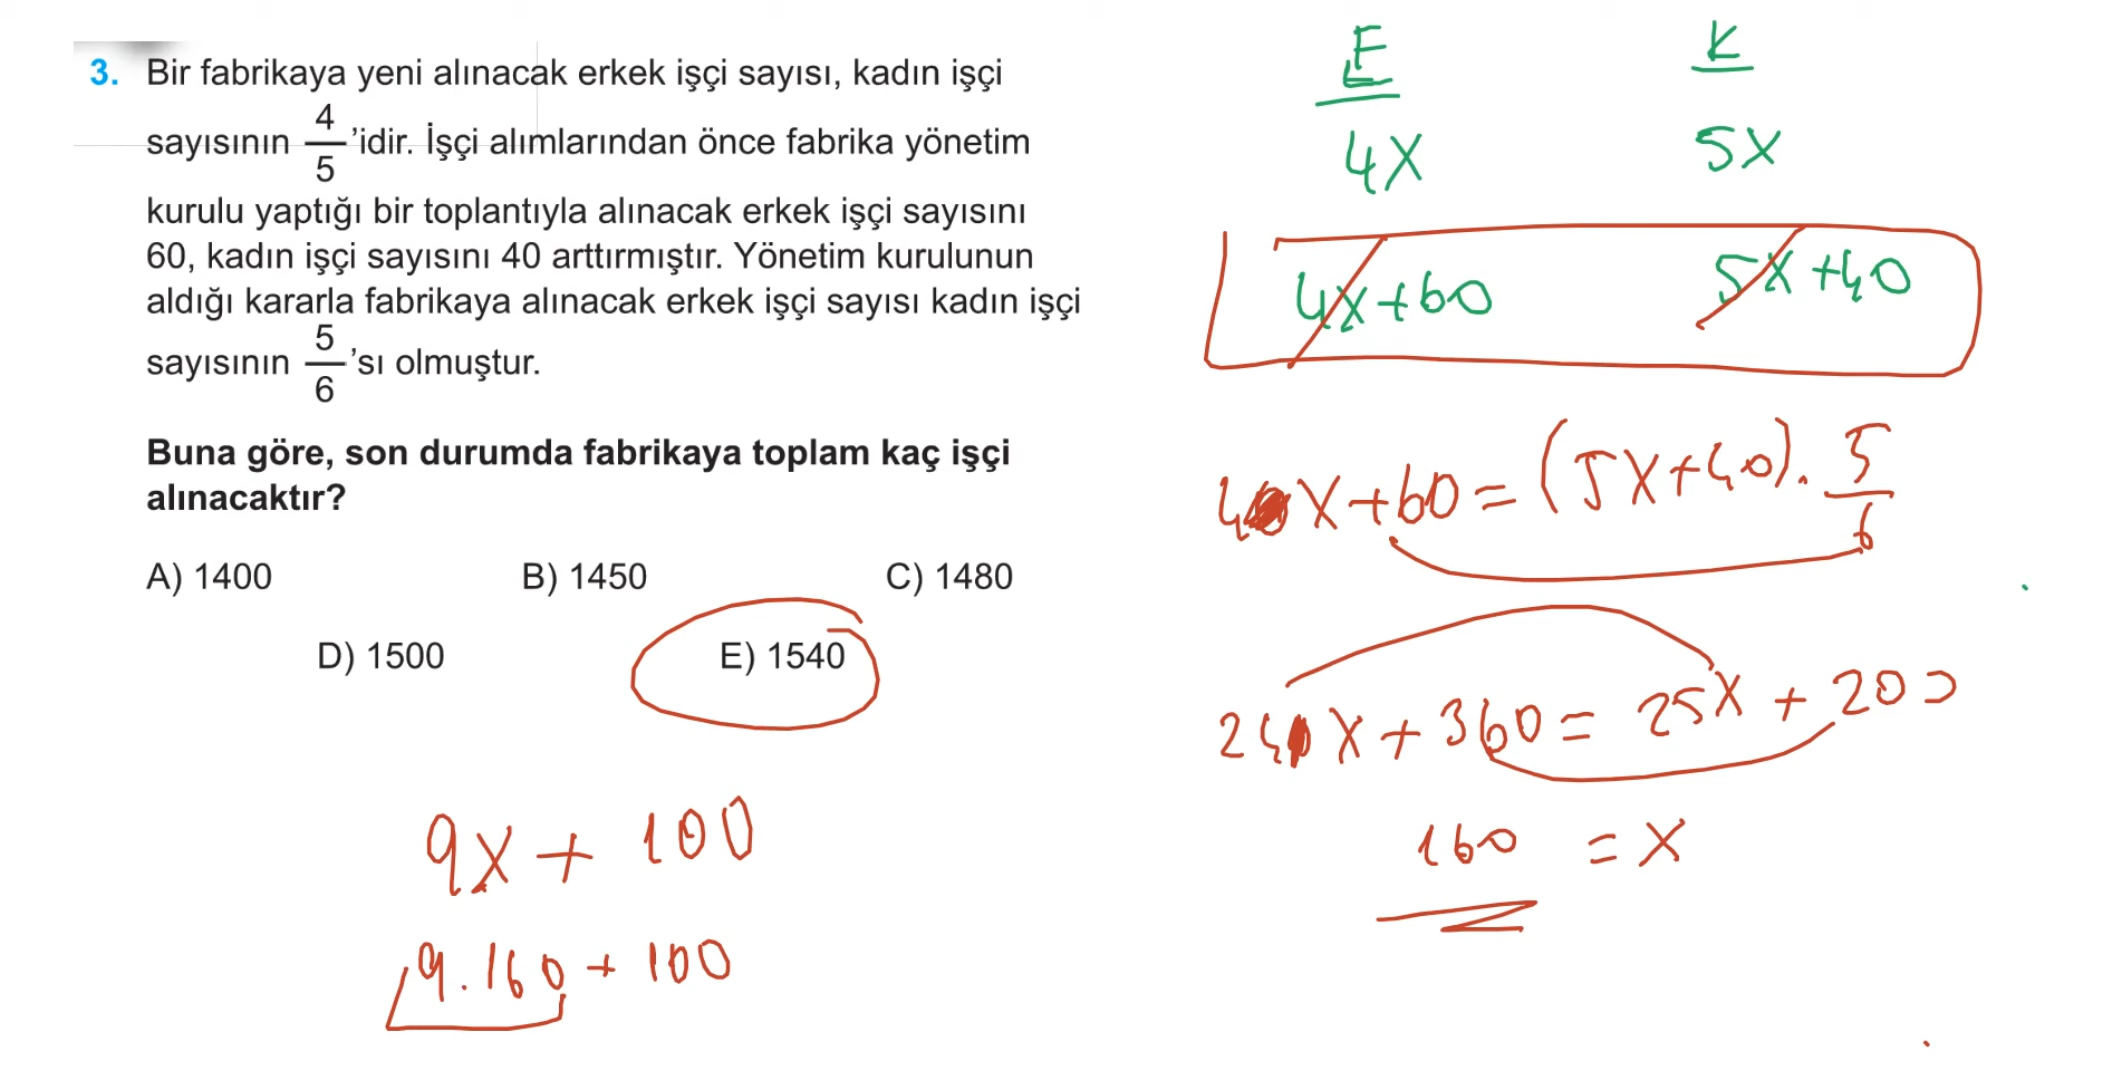 3. Bir fabrikaya yeni alınacak erkek işçi sayısı, kadın işçi
sayısının 4/5 'idir. İşçi alımlarından önce fabrika yönetim
kurulu yaptığı bir toplantıyla alınacak erkek işçi sayısını
60, kadın işçi sayısını 40 arttırmıştır. Yönetim kurulunun
aldığı kararla fabrikaya alınacak erkek işçi sayısı kadın işçi
sayısının 5/6 'sı olmuştur.
Buna göre, son durumda fabrikaya toplam kaç işçi
alınacaktır?
A) 1400 B) 1450 C) 1480
D) 1500 E) 1540
9x + 100
9.160 + 100
E K
4x 5x
4x+60 5x+40
4x+60=(5x+40).5/6
24x+360=25x+200
160 = x